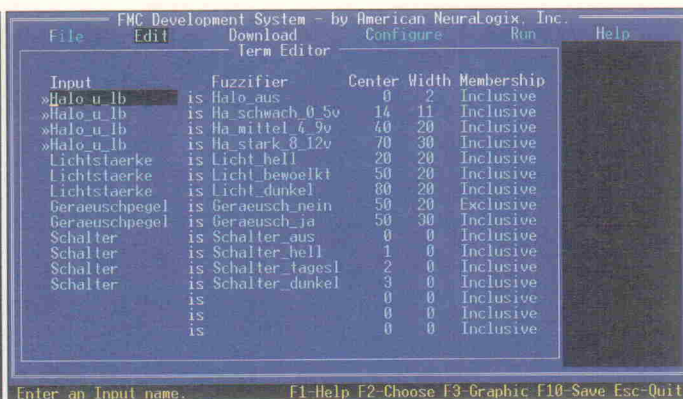 FMC Development System - by American NeuraLogix, Inc.
File Edit Download Configure Run Help
Term Editor
Input Fuzzifier Center Width Membership
»Halo_u_lb is Halo_aus 0 2 Inclusive
»Halo_u_lb is Ha_schwach_0_5v 14 11 Inclusive
»Halo_u_lb is Ha_mittel_4_9v 40 20 Inclusive
»Halo_u_lb is Ha_stark_8_12v 70 30 Inclusive
Lichtstaerke is Licht_hell 20 20 Inclusive
Lichtstaerke is Licht_bewoelkt 50 20 Inclusive
Lichtstaerke is Licht_dunkel 80 20 Inclusive
Geraeuschpegel is Geraeusch_nein 50 20 Exclusive
Geraeuschpegel is Geraeusch_ja 50 30 Inclusive
Schalter is Schalter_aus 0 0 Inclusive
Schalter is Schalter_hell 1 0 Inclusive
Schalter is Schalter_tagesl 2 0 Inclusive
Schalter is Schalter_dunkel 3 0 Inclusive
is 0 0 Inclusive
is 0 0 Inclusive
is 0 0 Inclusive
Enter an Input name. F1-Help F2-Choose F3-Graphic F10-Save Esc-Quit